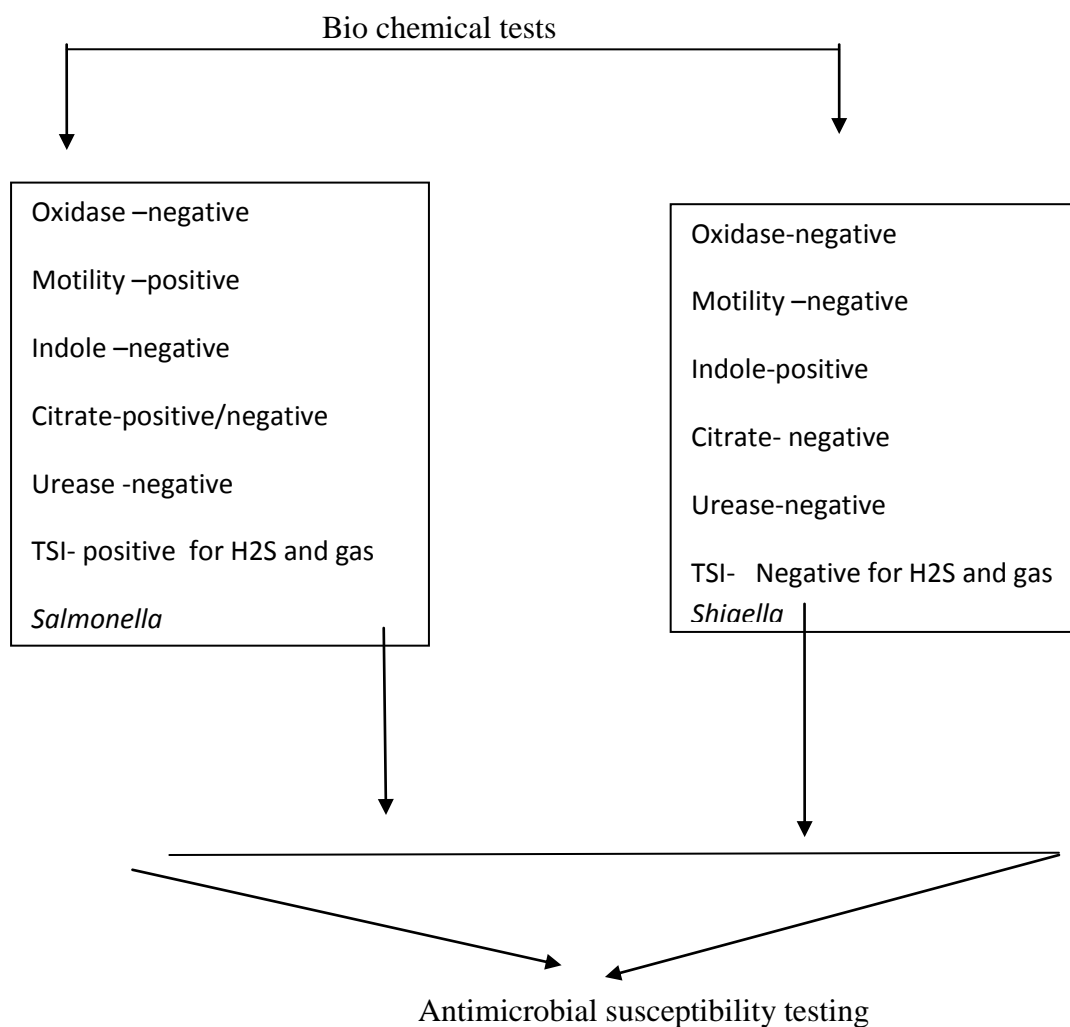 Bio chemical tests
Oxidase –negative
Motility –positive
Indole –negative
Citrate-positive/negative
Urease -negative
TSI- positive  for H2S and gas
Salmonella
Oxidase-negative
Motility –negative
Indole-positive
Citrate- negative
Urease-negative
TSI-   Negative for H2S and gas
Shigella
Antimicrobial susceptibility testing